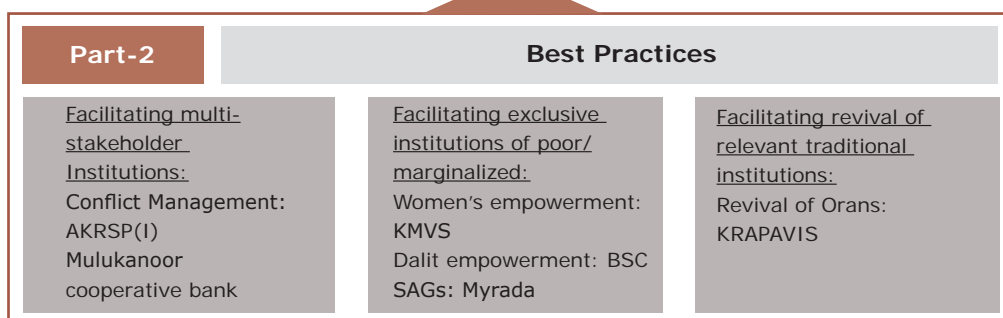 Part-2
Best Practices
Facilitating multi-
stakeholder
Institutions:
Conflict Management:
AKRSP(I)
Mulukanoor
cooperative bank
Facilitating exclusive
institutions of poor/
marginalized:
Women's empowerment:
KMVS
Dalit empowerment: BSC
SAGs: Myrada
Facilitating revival of
relevant traditional
institutions:
Revival of Orans:
KRAPAVIS